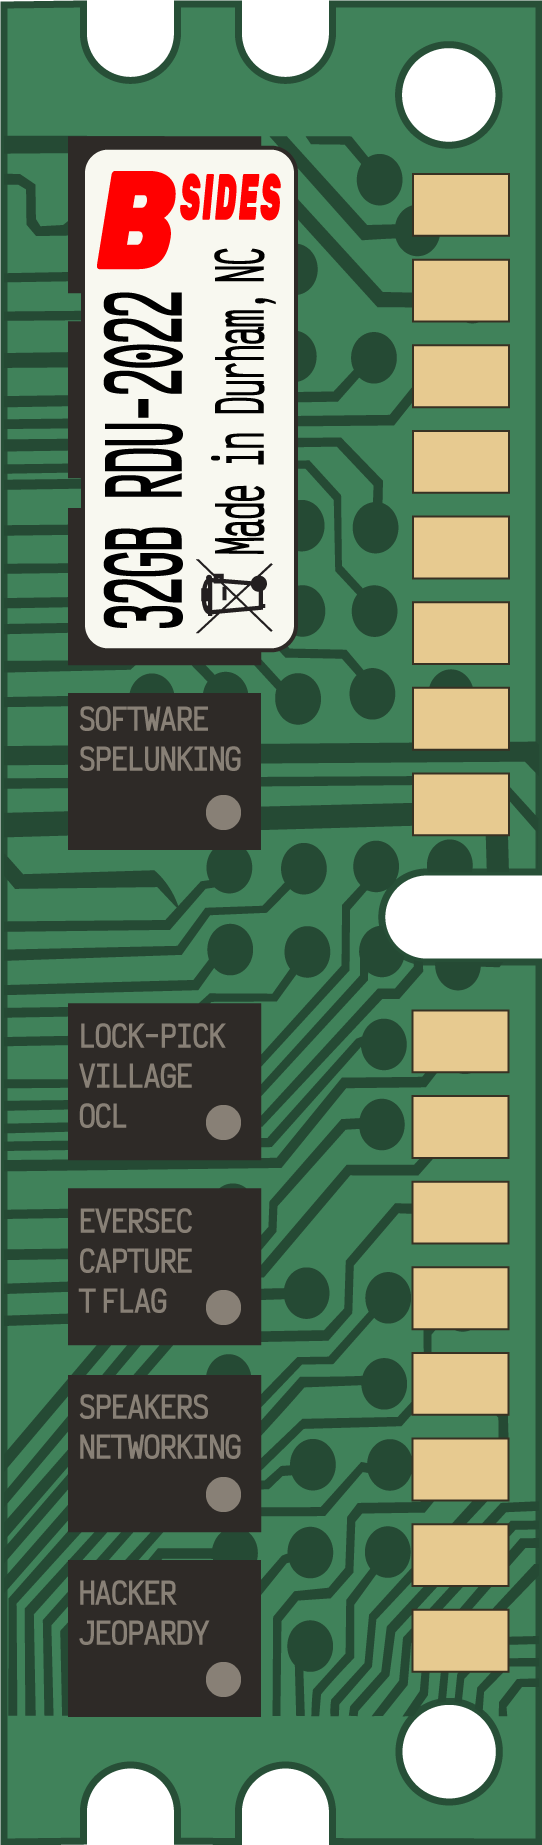 BSIDES
32GB RDU-2022
Made in Durham, NC
SOFTWARE
SPELUNKING
LOCK-PICK
VILLAGE
OCL
EVERSEC
CAPTURE
T FLAG
SPEAKERS
NETWORKING
HACKER
JEOPARDY